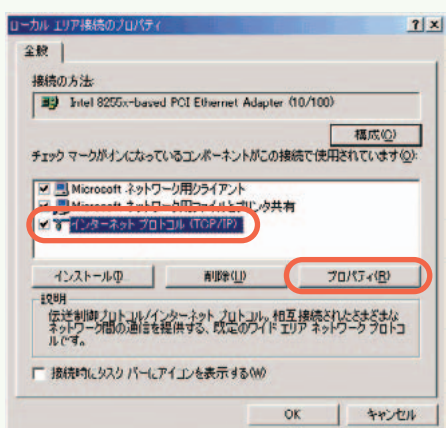 ローカル エリア接続のプロパティ
全般
接続の方法:
Intel 8255x-based PCI Ethernet Adapter (10/100)
構成(C)
チェック マークがオンになっているコンポーネントがこの接続で使用されています(O):
Microsoft ネットワーク用クライアント
Microsoft ネットワーク用ファイルとプリンタ共有
インターネット プロトコル (TCP/IP)
インストール(I)
削除(U)
プロパティ(R)
説明
伝送制御プロトコル/インターネット プロトコル。相互接続されたさまざまな
ネットワーク間の通信を提供する、既定のワイド エリア ネットワーク プロトコ
ルです。
接続時にタスク バーにアイコンを表示する(W)
OK
キャンセル